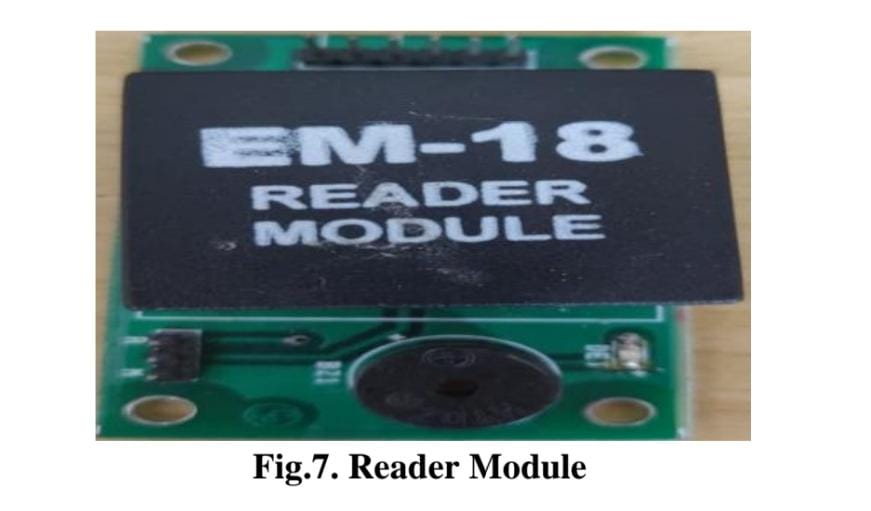 EM-18
READER
MODULE
Fig.7. Reader Module